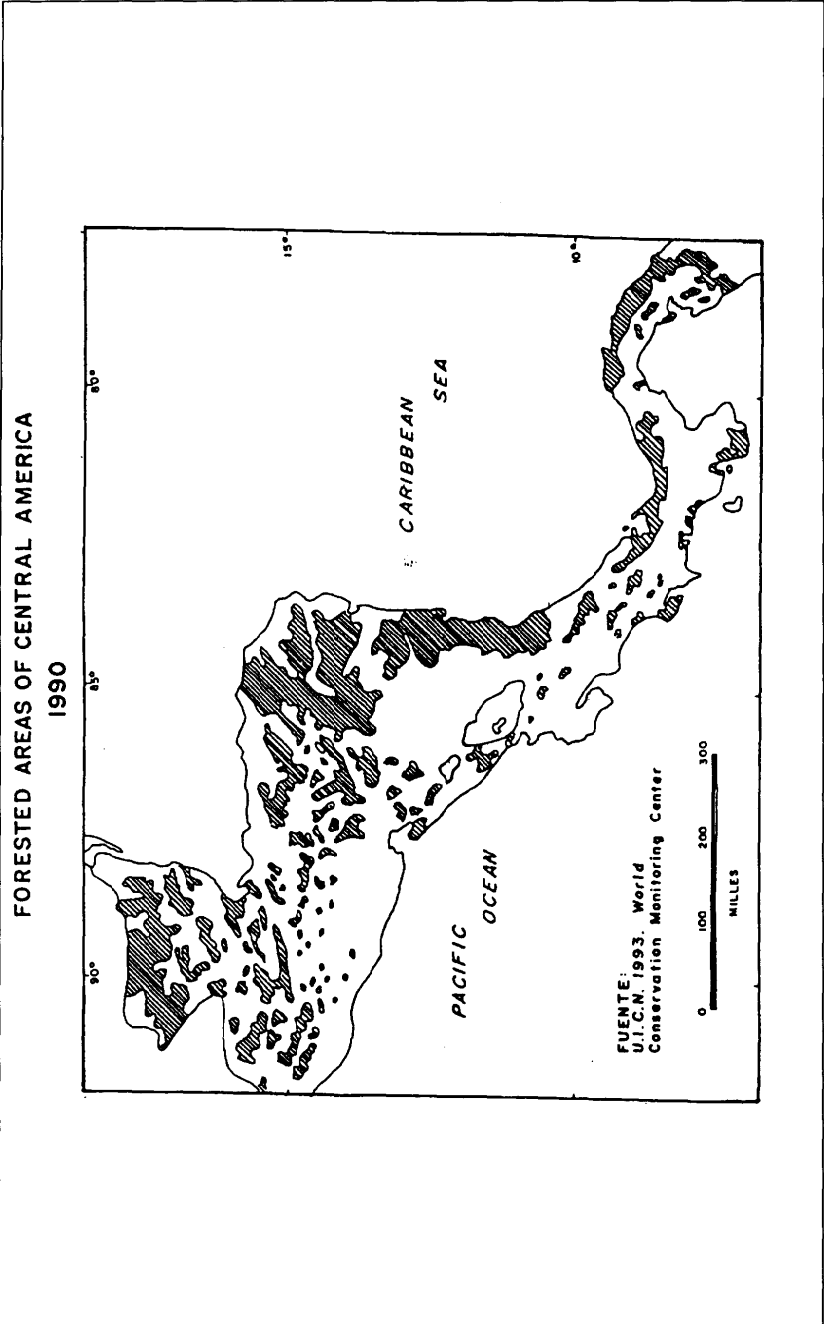 FORESTED AREAS OF CENTRAL AMERICA
1990
90°
85°
80°
15°
10°
CARIBBEAN
SEA
PACIFIC
OCEAN
FUENTE:
U.I.C.N. 1993. World
Conservation Monitoring Center
0 100 200 300
MILLES